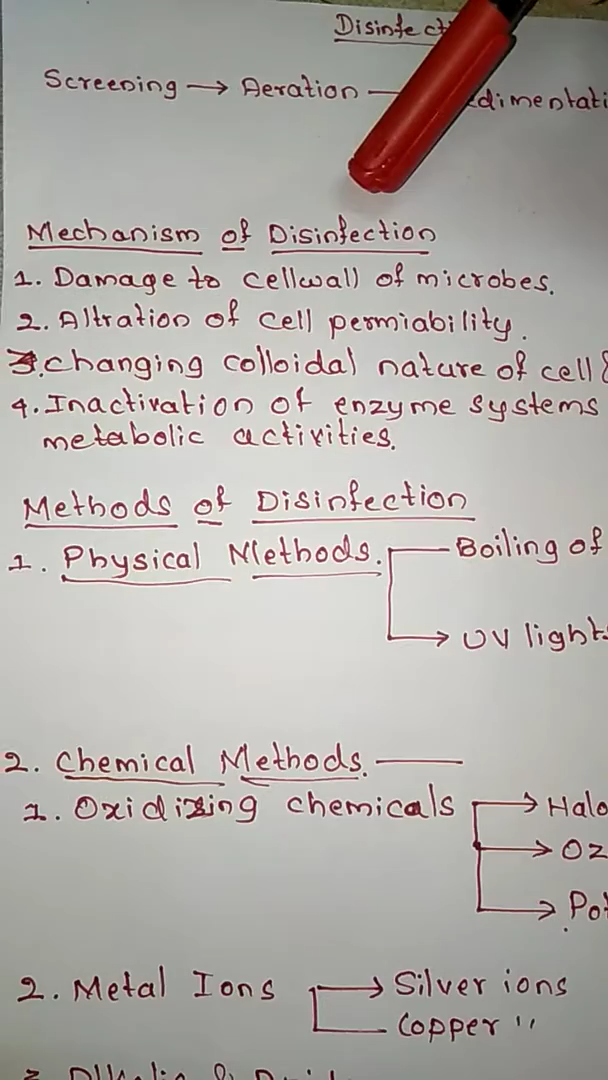 Disinfect
Screening → Aeration — dimentati
Mechanism of Disinfection
1. Damage to cellwall of microbes.
2. Altration of cell permiability.
3. changing colloidal nature of cell
4. Inactivation of enzyme systems
metabolic activities.
Methods of Disinfection
1. Physical Methods. Boiling of
→ UV light
2. Chemical Methods. —
1. Oxidizing chemicals → Halo
→ Oz
→ Pot
2. Metal Ions → Silver ions
Copper "